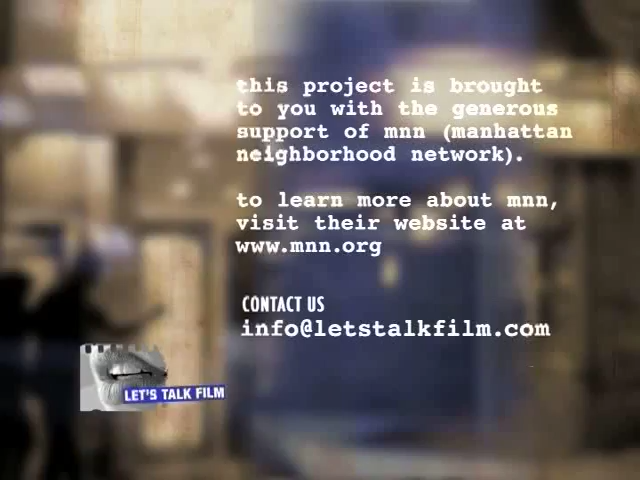 this project is brought
to you with the generous
support of mnn (manhattan
neighborhood network).
to learn more about mnn,
visit their website at
www.mnn.org
CONTACT US
info@letstalkfilm.com
LET'S TALK FILM